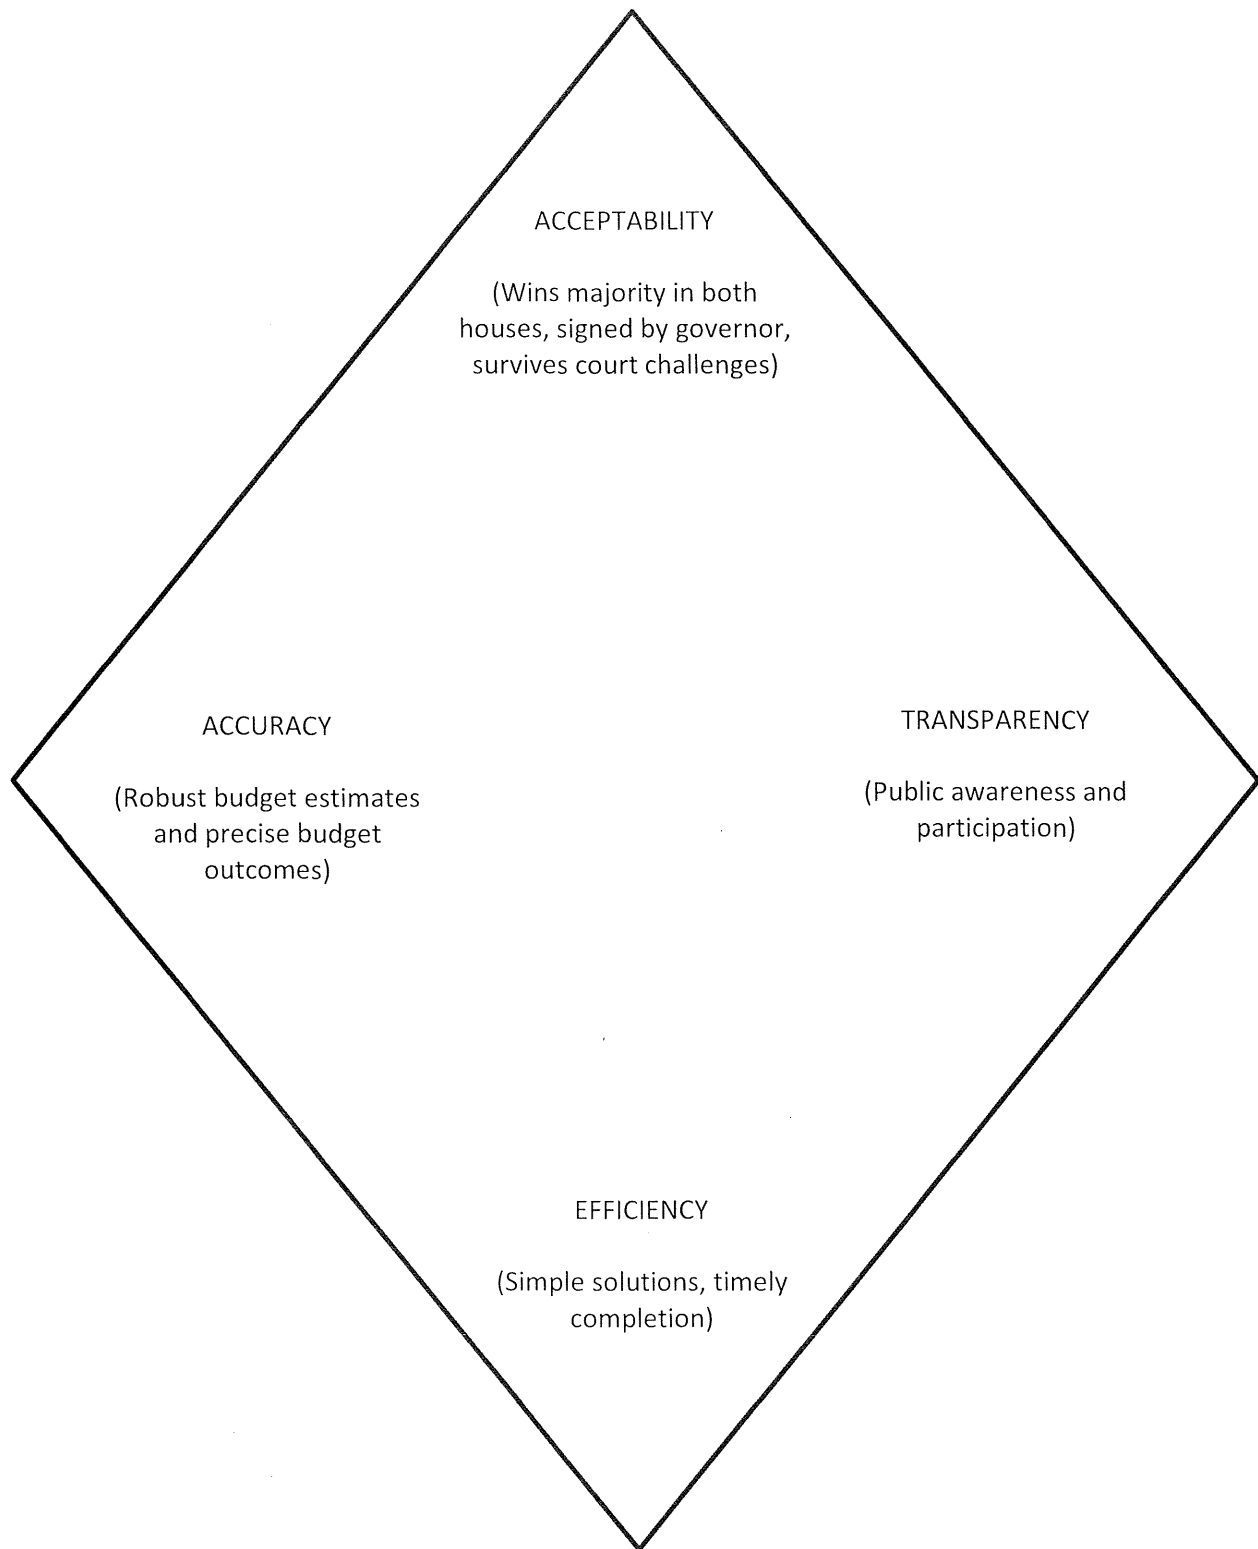 ACCEPTABILITY
(Wins majority in both
houses, signed by governor,
survives court challenges)
ACCURACY
(Robust budget estimates
and precise budget
outcomes)
TRANSPARENCY
(Public awareness and
participation)
EFFICIENCY
(Simple solutions, timely
completion)